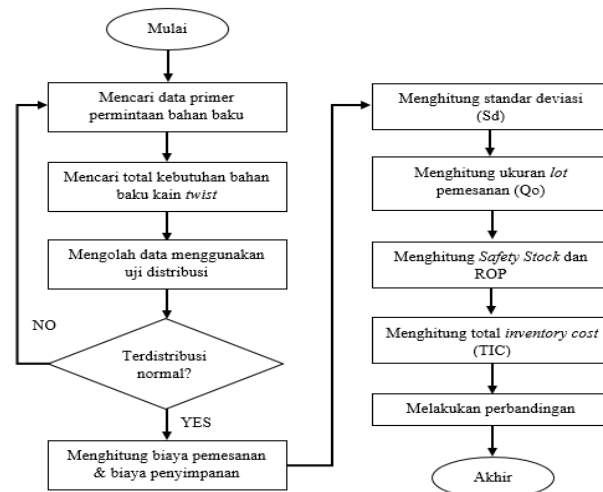 Mulai
Mencari data primer
permintaan bahan baku
Mencari total kebutuhan bahan
baku kain twist
Mengolah data menggunakan
uji distribusi
NO
Terdistribusi
normal?
YES
Menghitung biaya pemesanan
& biaya penyimpanan
Menghitung standar deviasi
(Sd)
Menghitung ukuran lot
pemesanan (Qo)
Menghitung Safety Stock dan
ROP
Menghitung total inventory cost
(TIC)
Melakukan perbandingan
Akhir